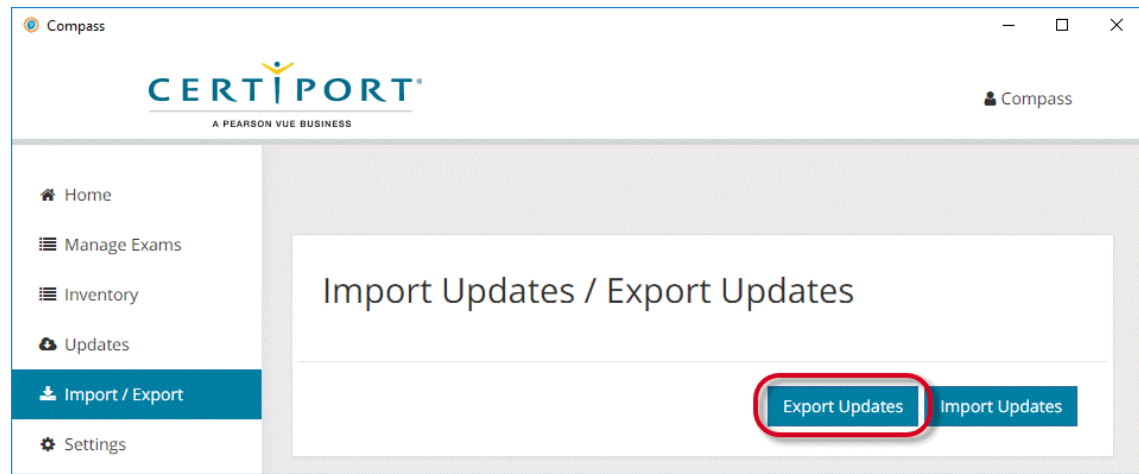 Compass
CERTIPORT®
A PEARSON VUE BUSINESS
Compass
Home
Manage Exams
Inventory
Updates
Import / Export
Settings
Import Updates / Export Updates
Export Updates
Import Updates